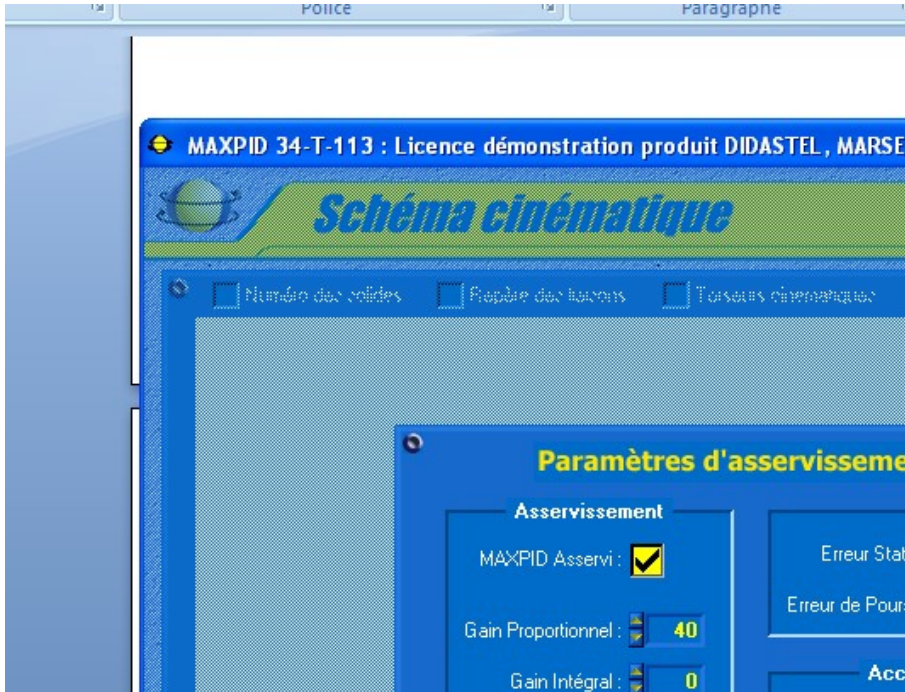 Police Paragraphe
MAXPID 34-T-113 : Licence démonstration produit DIDASTEL, MARSE
Schéma cinématique
Numéro des solides Repère des liaisons Torseurs cinématiques
Paramètres d'asservisseme
Asservissement
MAXPID Asservi : Erreur Stat
Erreur de Pours
Gain Proportionnel : 40
Acc
Gain Intégral : 0